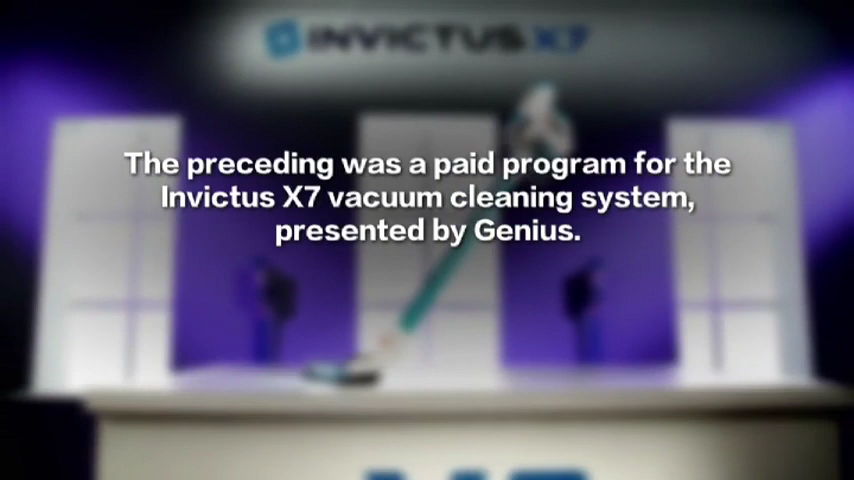 INVICTUS X7
The preceding was a paid program for the
Invictus X7 vacuum cleaning system,
presented by Genius.